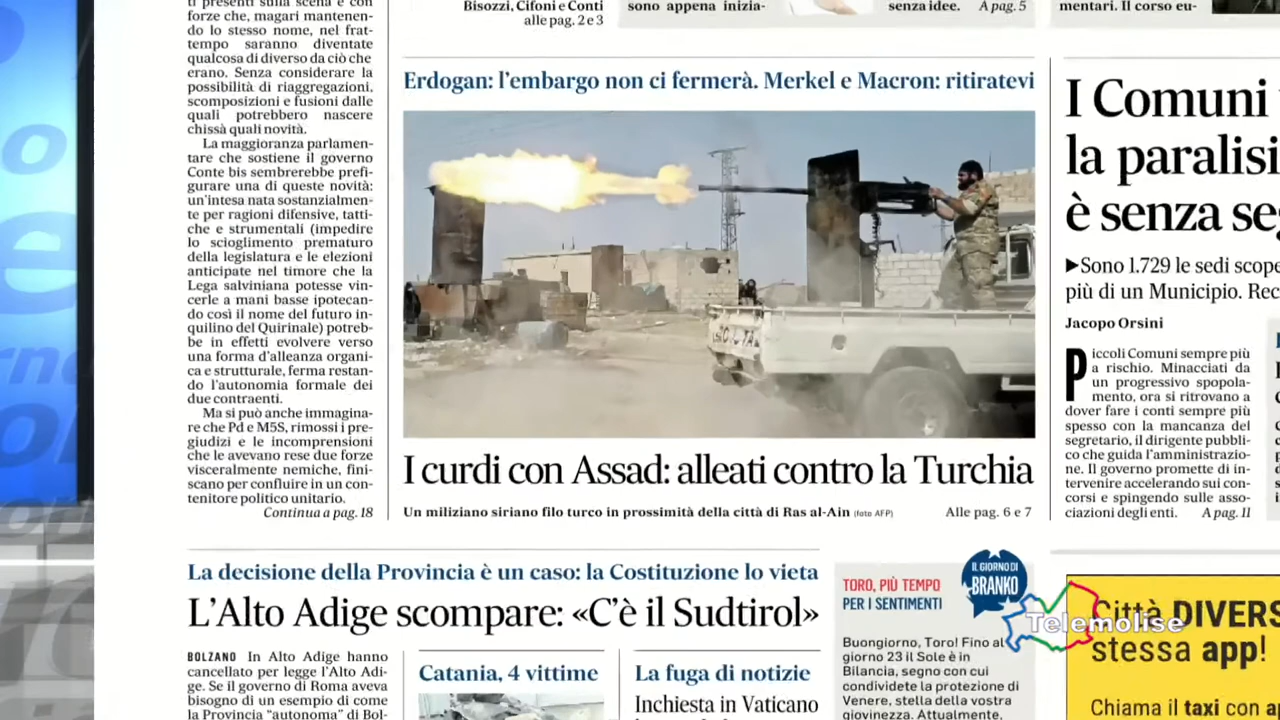 ti presenti sulla scena e con
forze che, magari mantenen-
do lo stesso nome, nel frat-
tempo saranno diventate
qualcosa di diverso da ciò che
erano. Senza considerare la
possibilità di riaggregazioni,
scomposizioni e fusioni dalle
quali potrebbero nascere
chissà quali novità.
La maggioranza parlamen-
tare che sostiene il governo
Conte bis sembrerebbe prefi-
gurare una di queste novità:
un'intesa nata sostanzialmen-
te per ragioni difensive, tatti-
che e strumentali (impedire
lo scioglimento prematuro
della legislatura e le elezioni
anticipate nel timore che la
Lega salviniana potesse vin-
cerle a mani basse ipotecan-
do così il nome del futuro in-
quilino del Quirinale) potreb-
be in effetti evolvere verso
una forma d'alleanza organi-
ca e strutturale, ferma restan-
do l'autonomia formale dei
due contraenti.
Ma si può anche immagina-
re che Pd e M5S, rimossi i pre-
giudizi e le incomprensioni
che le avevano rese due forze
visceralmente nemiche, fini-
scano per confluire in un con-
tenitore politico unitario.
Continua a pag. 18
Bisozzi, Cifoni e Conti
alle pag. 2 e 3
sono appena inizia-
senza idee. A pag. 5
mentari. Il corso eu-
Erdogan: l'embargo non ci fermerà. Merkel e Macron: ritiratevi
I curdi con Assad: alleati contro la Turchia
Un miliziano siriano filo turco in prossimità della città di Ras al-Ain (foto AFP) Alle pag. 6 e 7
I Comuni
la paralisi
è senza seg
▶Sono 1.729 le sedi scope
più di un Municipio. Rec
Jacopo Orsini
Piccoli Comuni sempre più
a rischio. Minacciati da
un progressivo spopola-
mento, ora si ritrovano a
dover fare i conti sempre più
spesso con la mancanza del
segretario, il dirigente pubbli-
co che guida l'amministrazio-
ne. Il governo promette di in-
tervenire accelerando sui con-
corsi e spingendo sulle asso-
ciazioni degli enti. A pag. 11
La decisione della Provincia è un caso: la Costituzione lo vieta
L'Alto Adige scompare: «C'è il Sudtirol»
BOLZANO In Alto Adige hanno
cancellato per legge l'Alto Adi-
ge. Se il governo di Roma aveva
bisogno di un esempio di come
la Provincia "autonoma" di Bol-
Catania, 4 vittime
La fuga di notizie
Inchiesta in Vaticano
IL GIORNO DI
BRANKO
TORO, PIÙ TEMPO
PER I SENTIMENTI
Buongiorno, Toro! Fino al
giorno 23 il Sole è in
Bilancia, segno con cui
condividete la protezione di
Venere, stella della vostra
giovinezza. Attualmente,
Telemolise
Città DIVERS
stessa app!
Chiama il taxi con a